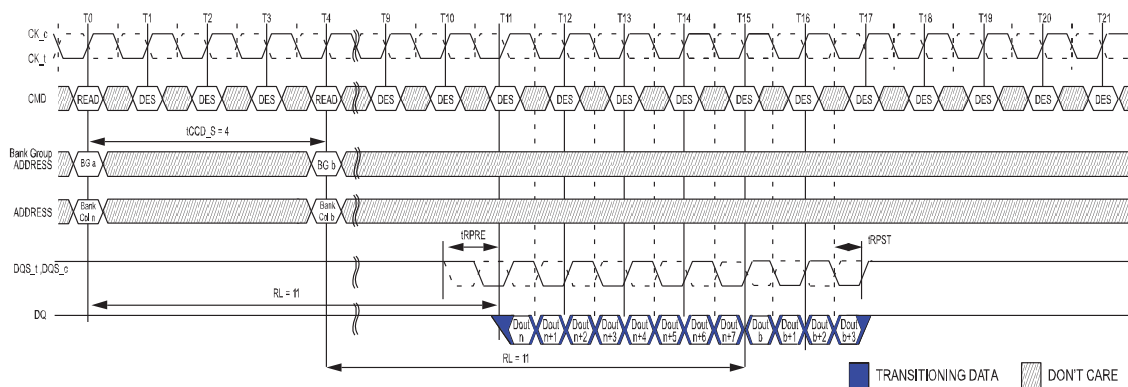 T0 T1 T2 T3 T4 T9 T10 T11 T12 T13 T14 T15 T16 T17 T18 T19 T20 T21
CK_c
CK_t
CMD READ DES DES DES READ DES DES DES DES DES DES DES DES DES DES DES DES DES
tCCD_S = 4
Bank Group
ADDRESS BG a BG b
ADDRESS Bank Col n Bank Col b
tRPRE tRPST
DQS_t ,DQS_c
RL = 11
DQ Dout n Dout n+1 Dout n+2 Dout n+3 Dout n+4 Dout n+5 Dout n+6 Dout n+7 Dout b Dout b+1 Dout b+2 Dout b+3
RL = 11
TRANSITIONING DATA DON'T CARE